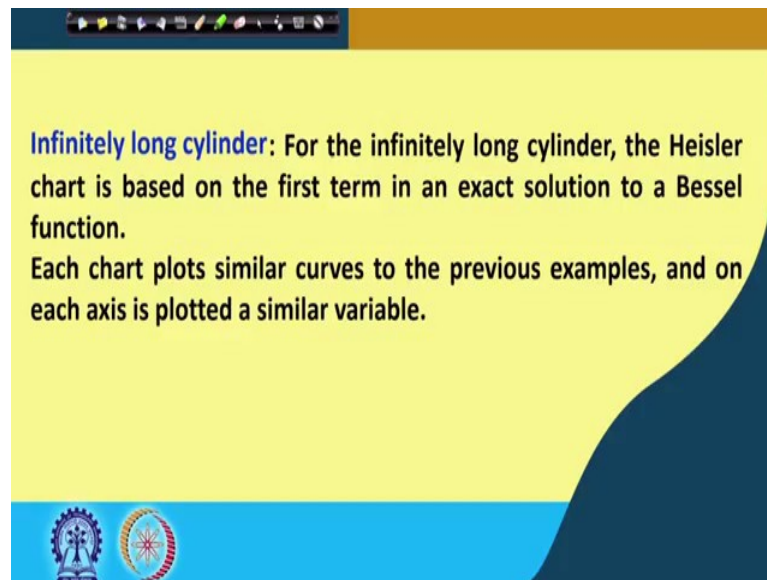 Infinitely long cylinder: For the infinitely long cylinder, the Heisler
chart is based on the first term in an exact solution to a Bessel
function.
Each chart plots similar curves to the previous examples, and on
each axis is plotted a similar variable.